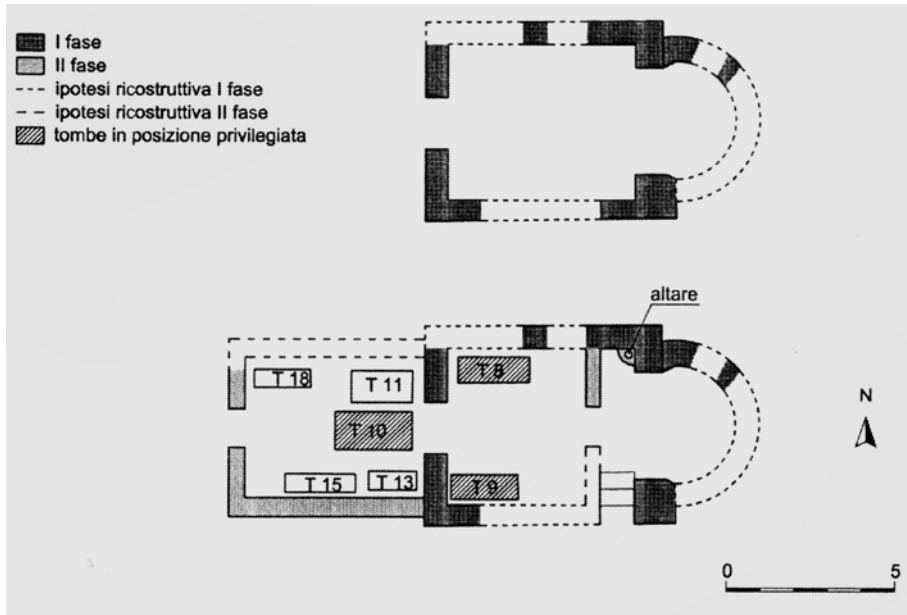 I fase
II fase
ipotesi ricostruttiva I fase
ipotesi ricostruttiva II fase
tombe in posizione privilegiata
altare
T 18
T 11
T 8
T 10
N
T 15
T 13
T 9
0
5